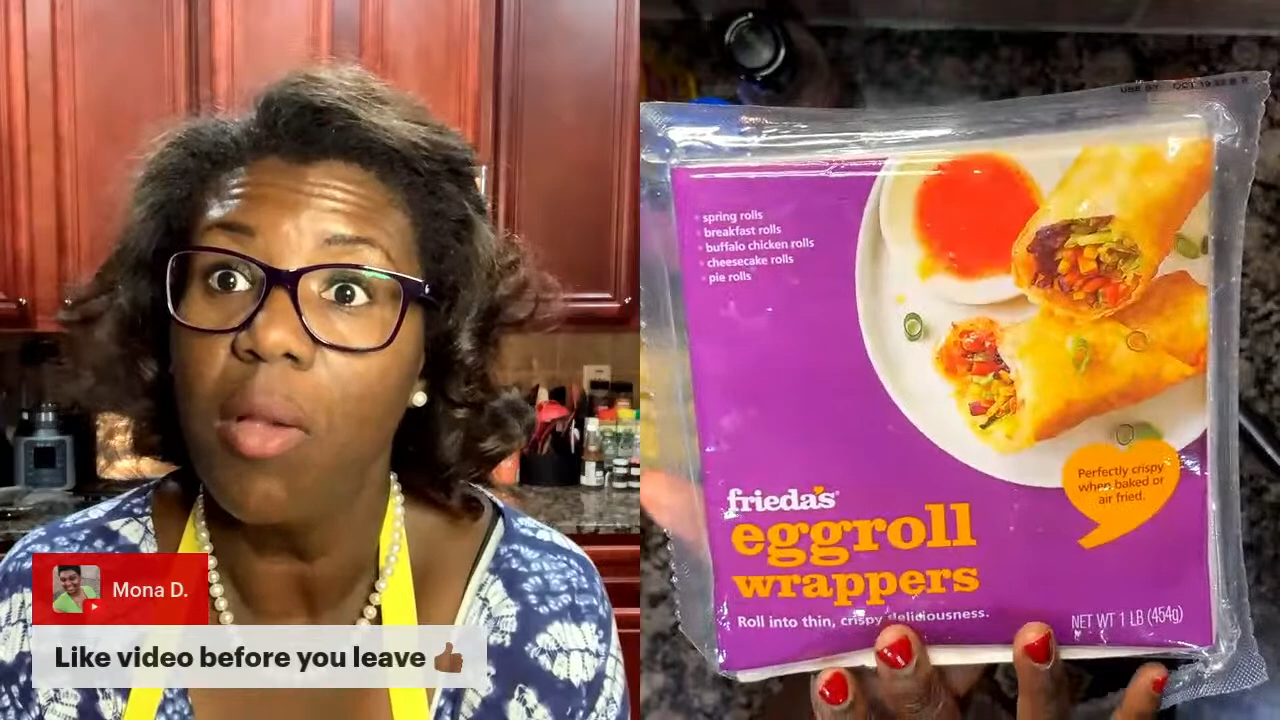 Mona D.
Like video before you leave 👍🏾
spring rolls
breakfast rolls
buffalo chicken rolls
cheesecake rolls
pie rolls
Perfectly crispy
when baked or
air fried.
frieda's®
eggroll
wrappers
Roll into thin, crispy deliciousness.
NET WT 1 LB (454g)